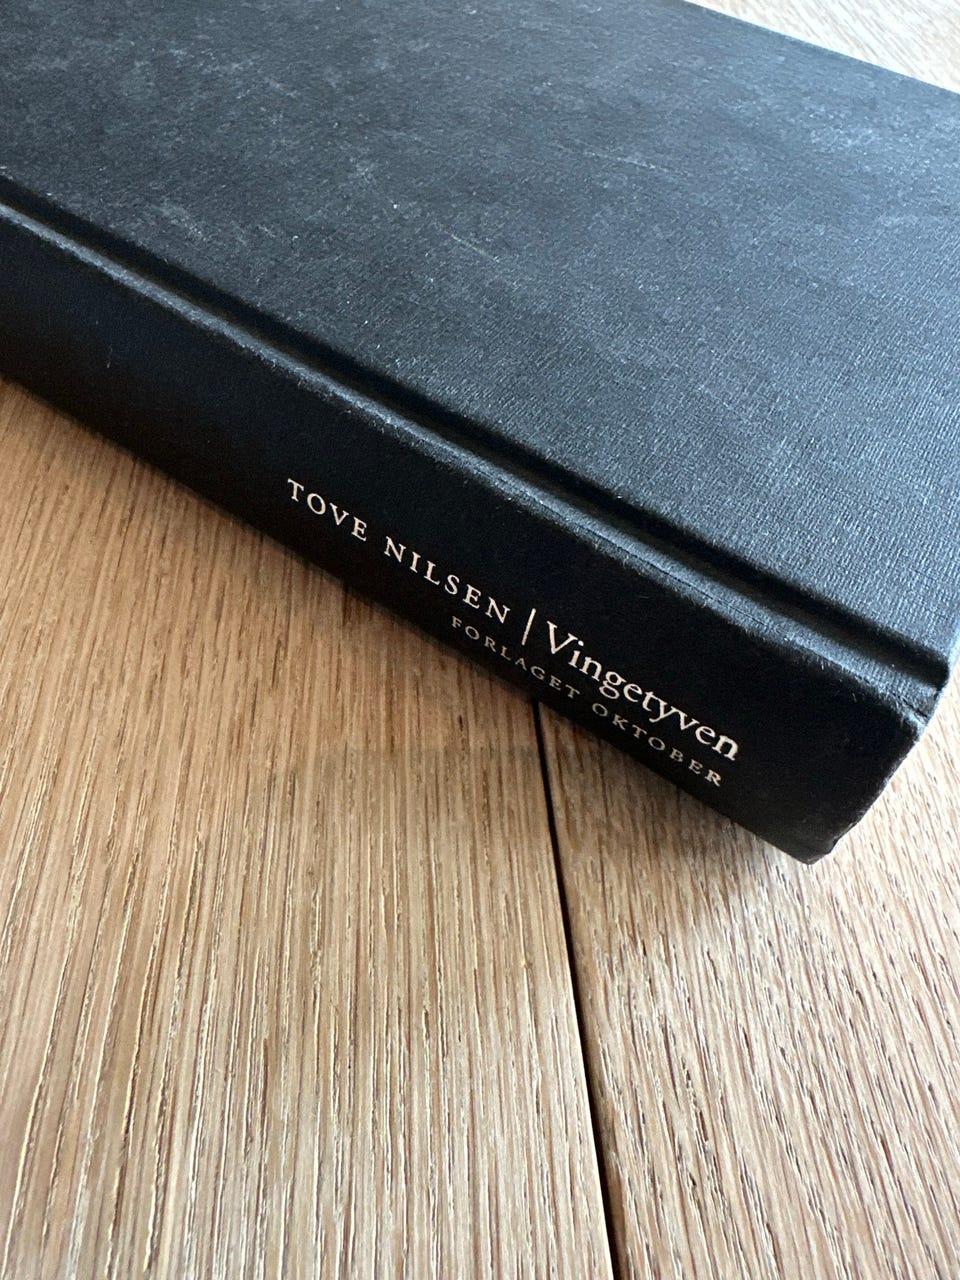 TOVE NILSEN | Vingetyven
FORLAGET OKTOBER